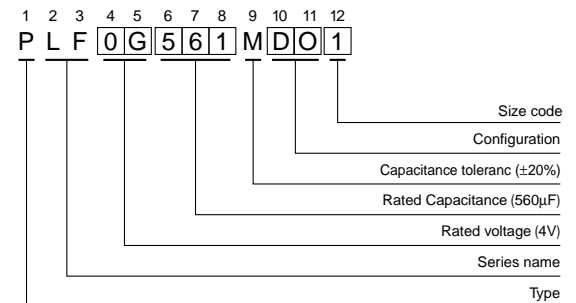 1 2 3 4 5 6 7 8 9 10 11 12
P L F 0 G 5 6 1 M D O 1
Size code
Configuration
Capacitance toleranc (±20%)
Rated Capacitance (560µF)
Rated voltage (4V)
Series name
Type